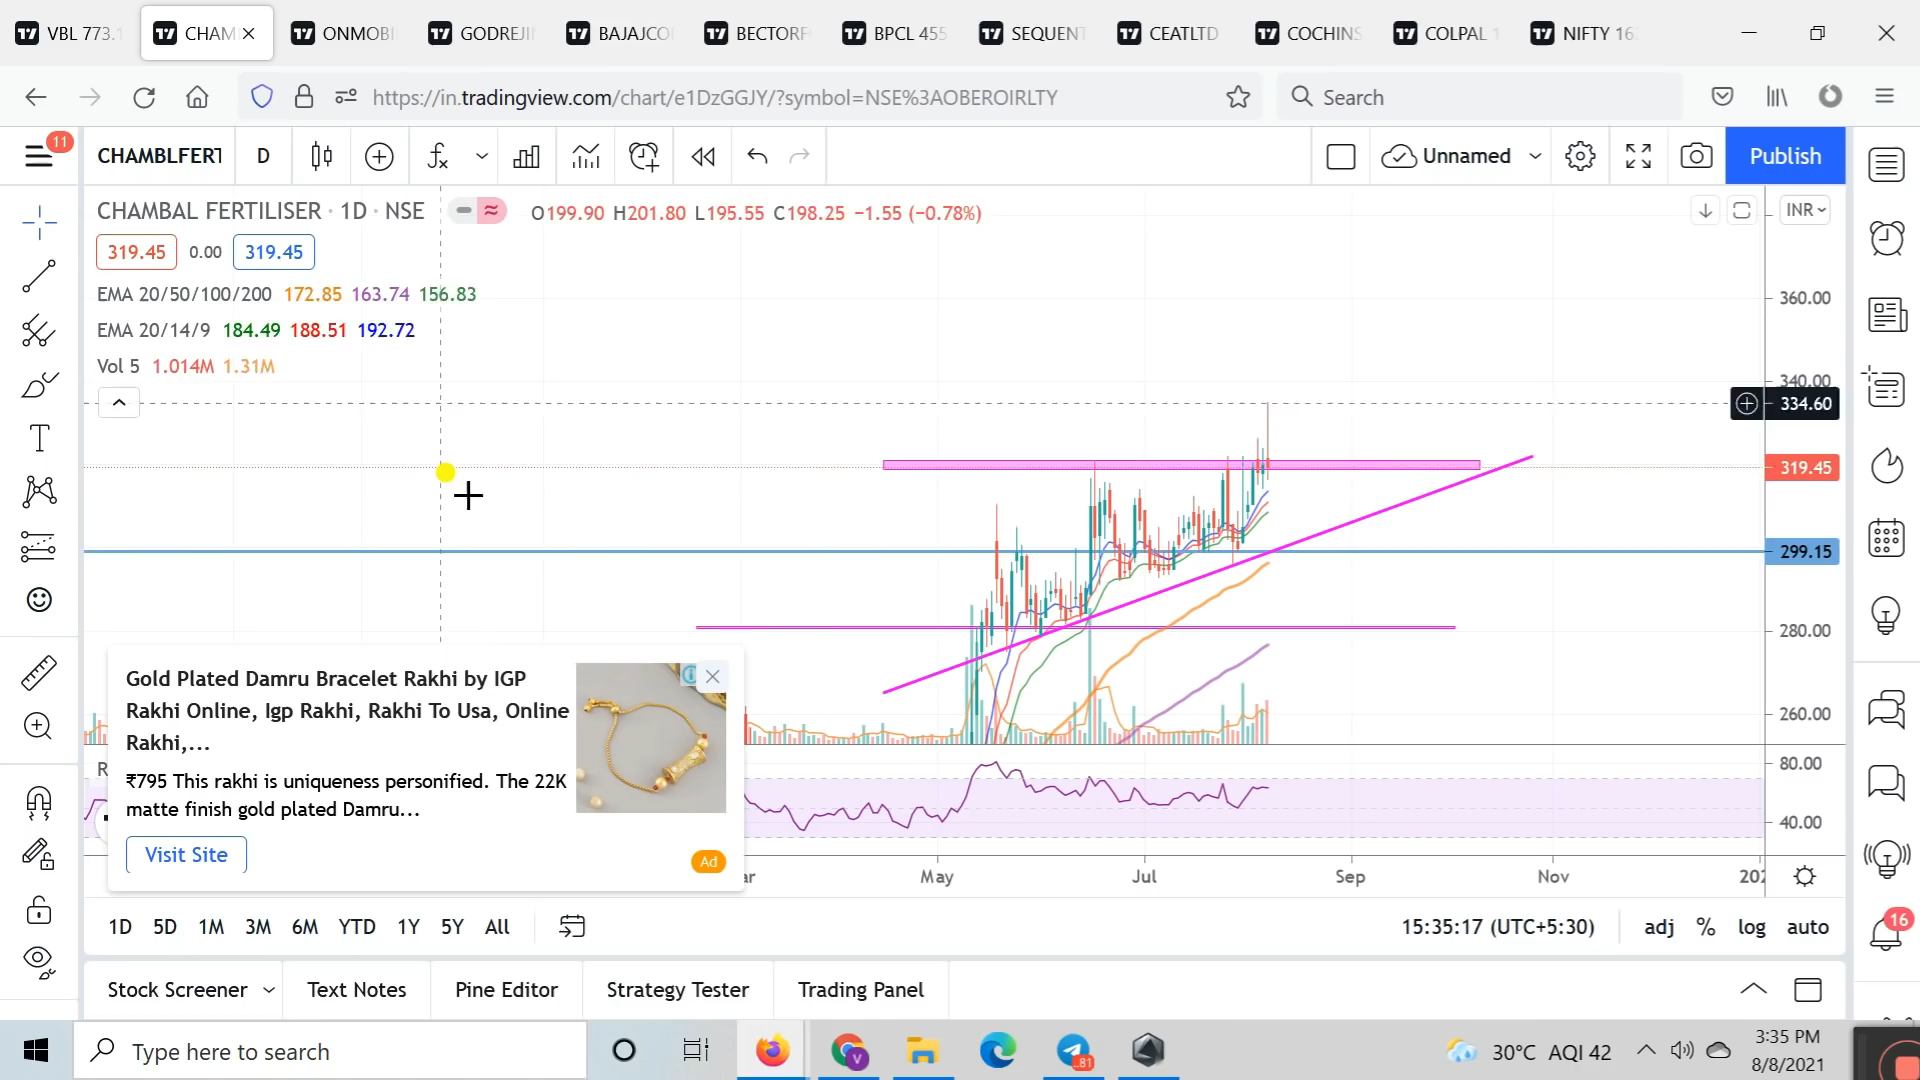 VBL 773.1
CHAM
ONMOBI
GODREJIN
BAJAJCO
BECTORF
BPCL 455
SEQUENT
CEATLTD
COCHINS
COLPAL 1
NIFTY 16
https://in.tradingview.com/chart/e1DzGGJY/?symbol=NSE%3AOBEROIRLTY
Search
11
CHAMBLFERT
D
Unnamed
Publish
CHAMBAL FERTILISER · 1D · NSE
O199.90 H201.80 L195.55 C198.25 −1.55 (−0.78%)
INR
319.45 0.00 319.45
EMA 20/50/100/200 172.85 163.74 156.83
EMA 20/14/9 184.49 188.51 192.72
Vol 5 1.014M 1.31M
360.00
340.00
334.60
319.45
299.15
280.00
260.00
80.00
40.00
Gold Plated Damru Bracelet Rakhi by IGP
Rakhi Online, Igp Rakhi, Rakhi To Usa, Online
Rakhi,...
₹795 This rakhi is uniqueness personified. The 22K
matte finish gold plated Damru...
Visit Site
Ad
R
ar May Jul Sep Nov 202
1D 5D 1M 3M 6M YTD 1Y 5Y All
15:35:17 (UTC+5:30) adj % log auto
16
Stock Screener Text Notes Pine Editor Strategy Tester Trading Panel
Type here to search
V
81
30°C AQI 42
3:35 PM
8/8/2021